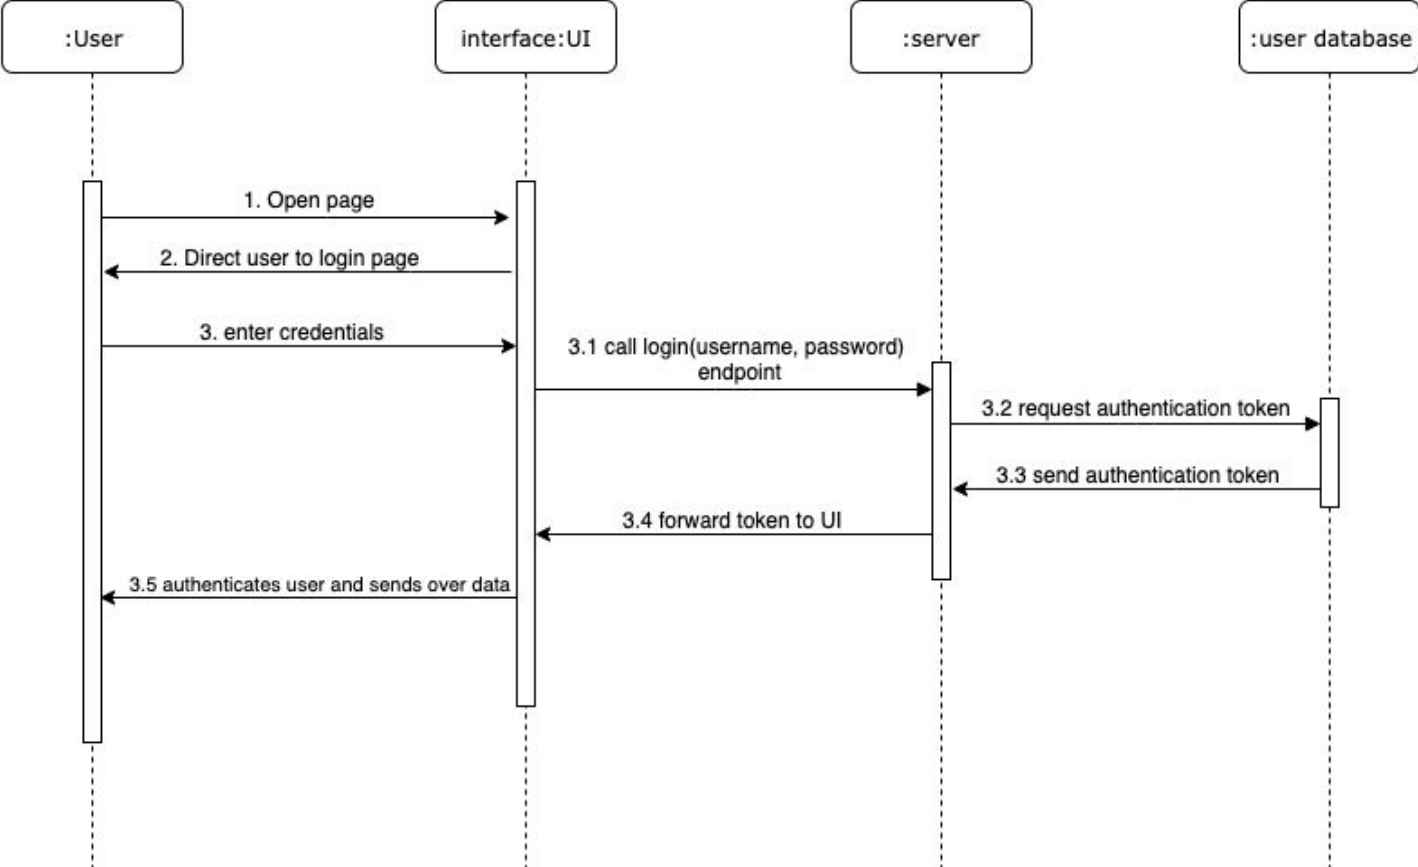 :User
interface:UI
:server
:user database
1. Open page
2. Direct user to login page
3. enter credentials
3.1 call login(username, password)
endpoint
3.2 request authentication token
3.3 send authentication token
3.4 forward token to UI
3.5 authenticates user and sends over data